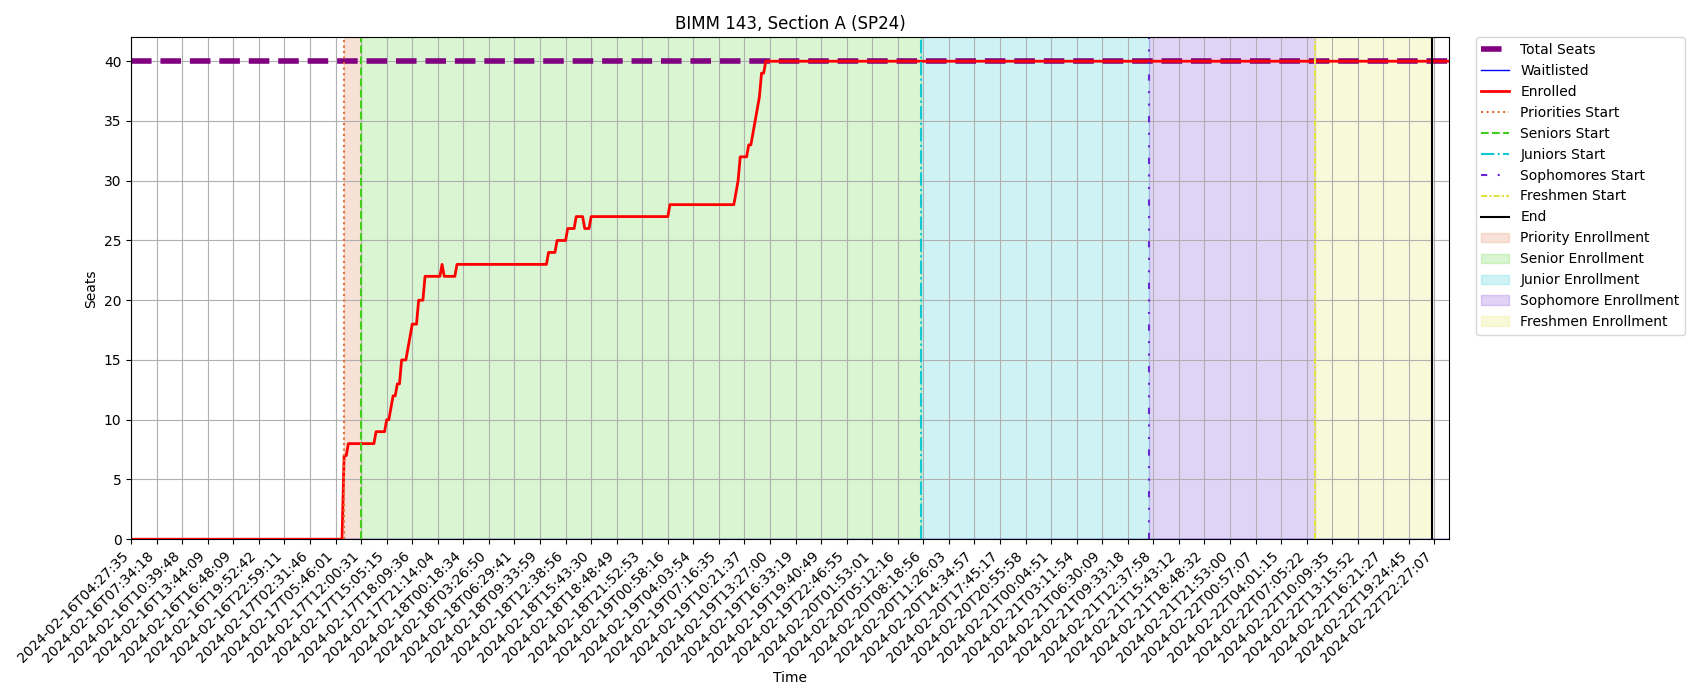 BIMM 143, Section A (SP24)
Seats
40
35
30
25
20
15
10
5
0
2024-02-16T04:27:35
2024-02-16T07:34:18
2024-02-16T10:39:48
2024-02-16T13:44:09
2024-02-16T16:48:09
2024-02-16T19:52:42
2024-02-16T22:59:11
2024-02-17T02:31:46
2024-02-17T05:46:01
2024-02-17T12:00:31
2024-02-17T15:05:15
2024-02-17T18:09:36
2024-02-17T21:14:04
2024-02-18T00:18:34
2024-02-18T03:26:50
2024-02-18T06:29:41
2024-02-18T09:33:59
2024-02-18T12:38:56
2024-02-18T15:43:30
2024-02-18T18:48:49
2024-02-18T21:52:53
2024-02-19T00:58:16
2024-02-19T04:03:54
2024-02-19T07:16:35
2024-02-19T10:21:37
2024-02-19T13:27:00
2024-02-19T16:33:19
2024-02-19T19:40:49
2024-02-19T22:46:55
2024-02-20T01:53:01
2024-02-20T05:12:16
2024-02-20T08:18:56
2024-02-20T11:26:03
2024-02-20T14:34:57
2024-02-20T17:45:17
2024-02-20T20:55:58
2024-02-21T00:04:51
2024-02-21T03:11:54
2024-02-21T06:30:09
2024-02-21T09:33:18
2024-02-21T12:37:58
2024-02-21T15:43:12
2024-02-21T18:48:32
2024-02-21T21:53:00
2024-02-22T00:57:07
2024-02-22T04:01:15
2024-02-22T07:05:22
2024-02-22T10:09:35
2024-02-22T13:15:52
2024-02-22T16:21:27
2024-02-22T19:24:45
2024-02-22T22:27:07
Time
Total Seats
Waitlisted
Enrolled
Priorities Start
Seniors Start
Juniors Start
Sophomores Start
Freshmen Start
End
Priority Enrollment
Senior Enrollment
Junior Enrollment
Sophomore Enrollment
Freshmen Enrollment